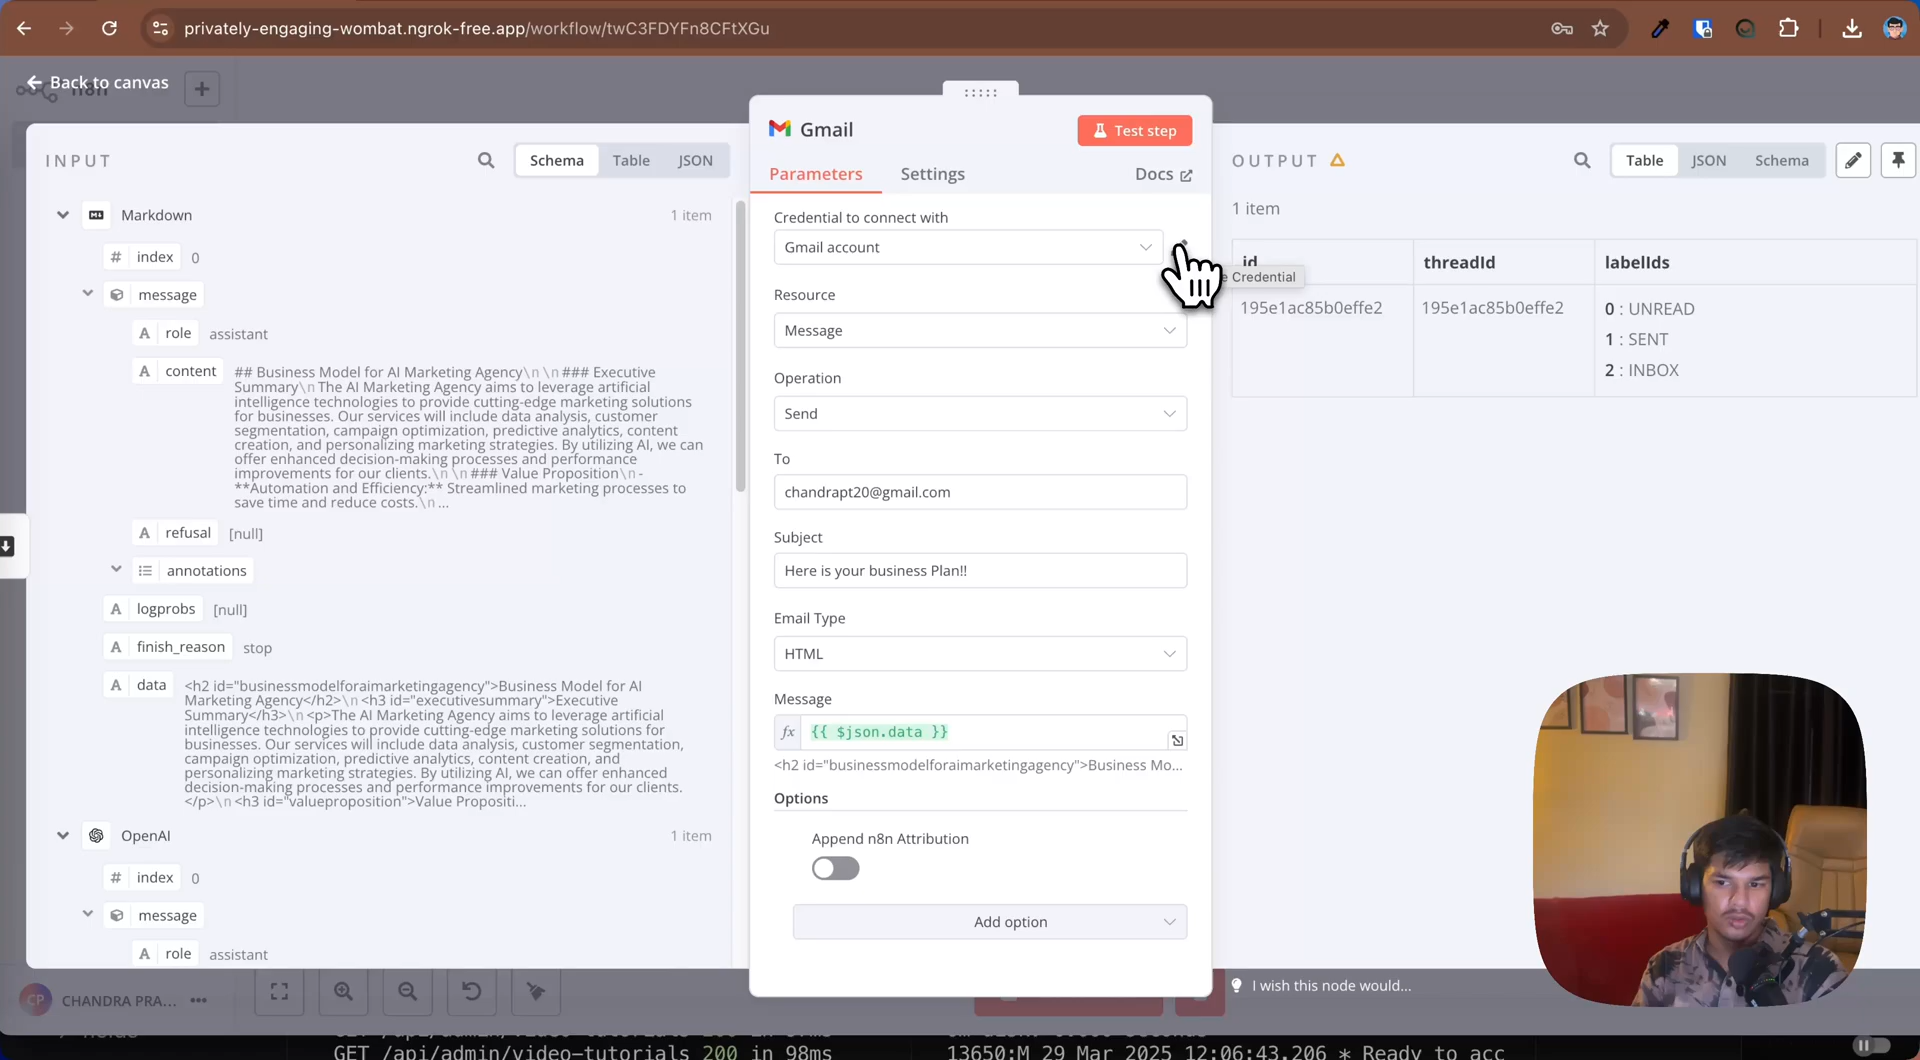 privately-engaging-wombat.ngrok-free.app/workflow/twC3FDYFn8CFtXGu
Back to canvas
INPUT
Schema
Table
JSON
Markdown
1 item
# index 0
message
A role assistant
A content ## Business Model for AI Marketing Agency\n \n ### Executive
Summary\n The AI Marketing Agency aims to leverage artificial
intelligence technologies to provide cutting-edge marketing solutions
for businesses. Our services will include data analysis, customer
segmentation, campaign optimization, predictive analytics, content
creation, and personalizing marketing strategies. By utilizing AI, we can
offer enhanced decision-making processes and performance
improvements for our clients.\n \n ### Value Proposition\n -
**Automation and Efficiency:** Streamlined marketing processes to
save time and reduce costs.\n ...
A refusal [null]
annotations
A logprobs [null]
A finish_reason stop
A data <h2 id="businessmodelforaimarketingagency">Business Model for AI
Marketing Agency</h2>\n <h3 id="executivesummary">Executive
Summary</h3>\n <p>The AI Marketing Agency aims to leverage artificial
intelligence technologies to provide cutting-edge marketing solutions for
businesses. Our services will include data analysis, customer segmentation,
campaign optimization, predictive analytics, content creation, and
personalizing marketing strategies. By utilizing AI, we can offer enhanced
decision-making processes and performance improvements for our clients.
</p>\n <h3 id="valueproposition">Value Propositi...
OpenAI
1 item
# index 0
message
A role assistant
Gmail
Test step
Parameters
Settings
Docs
Credential to connect with
Gmail account
Resource
Message
Operation
Send
To
chandrapt20@gmail.com
Subject
Here is your business Plan!!
Email Type
HTML
Message
fx {{ $json.data }}
<h2 id="businessmodelforaimarketingagency">Business Mo...
Options
Append n8n Attribution
Add option
OUTPUT
Table
JSON
Schema
1 item
id
threadId
labelIds
Credential
195e1ac85b0effe2
195e1ac85b0effe2
0 : UNREAD
1 : SENT
2 : INBOX
I wish this node would...
CP CHANDRA PRA...
GET /api/admin/video-tutorials 200 in 98ms
13650:M 29 Mar 2025 12:06:43.206 * Ready to acc